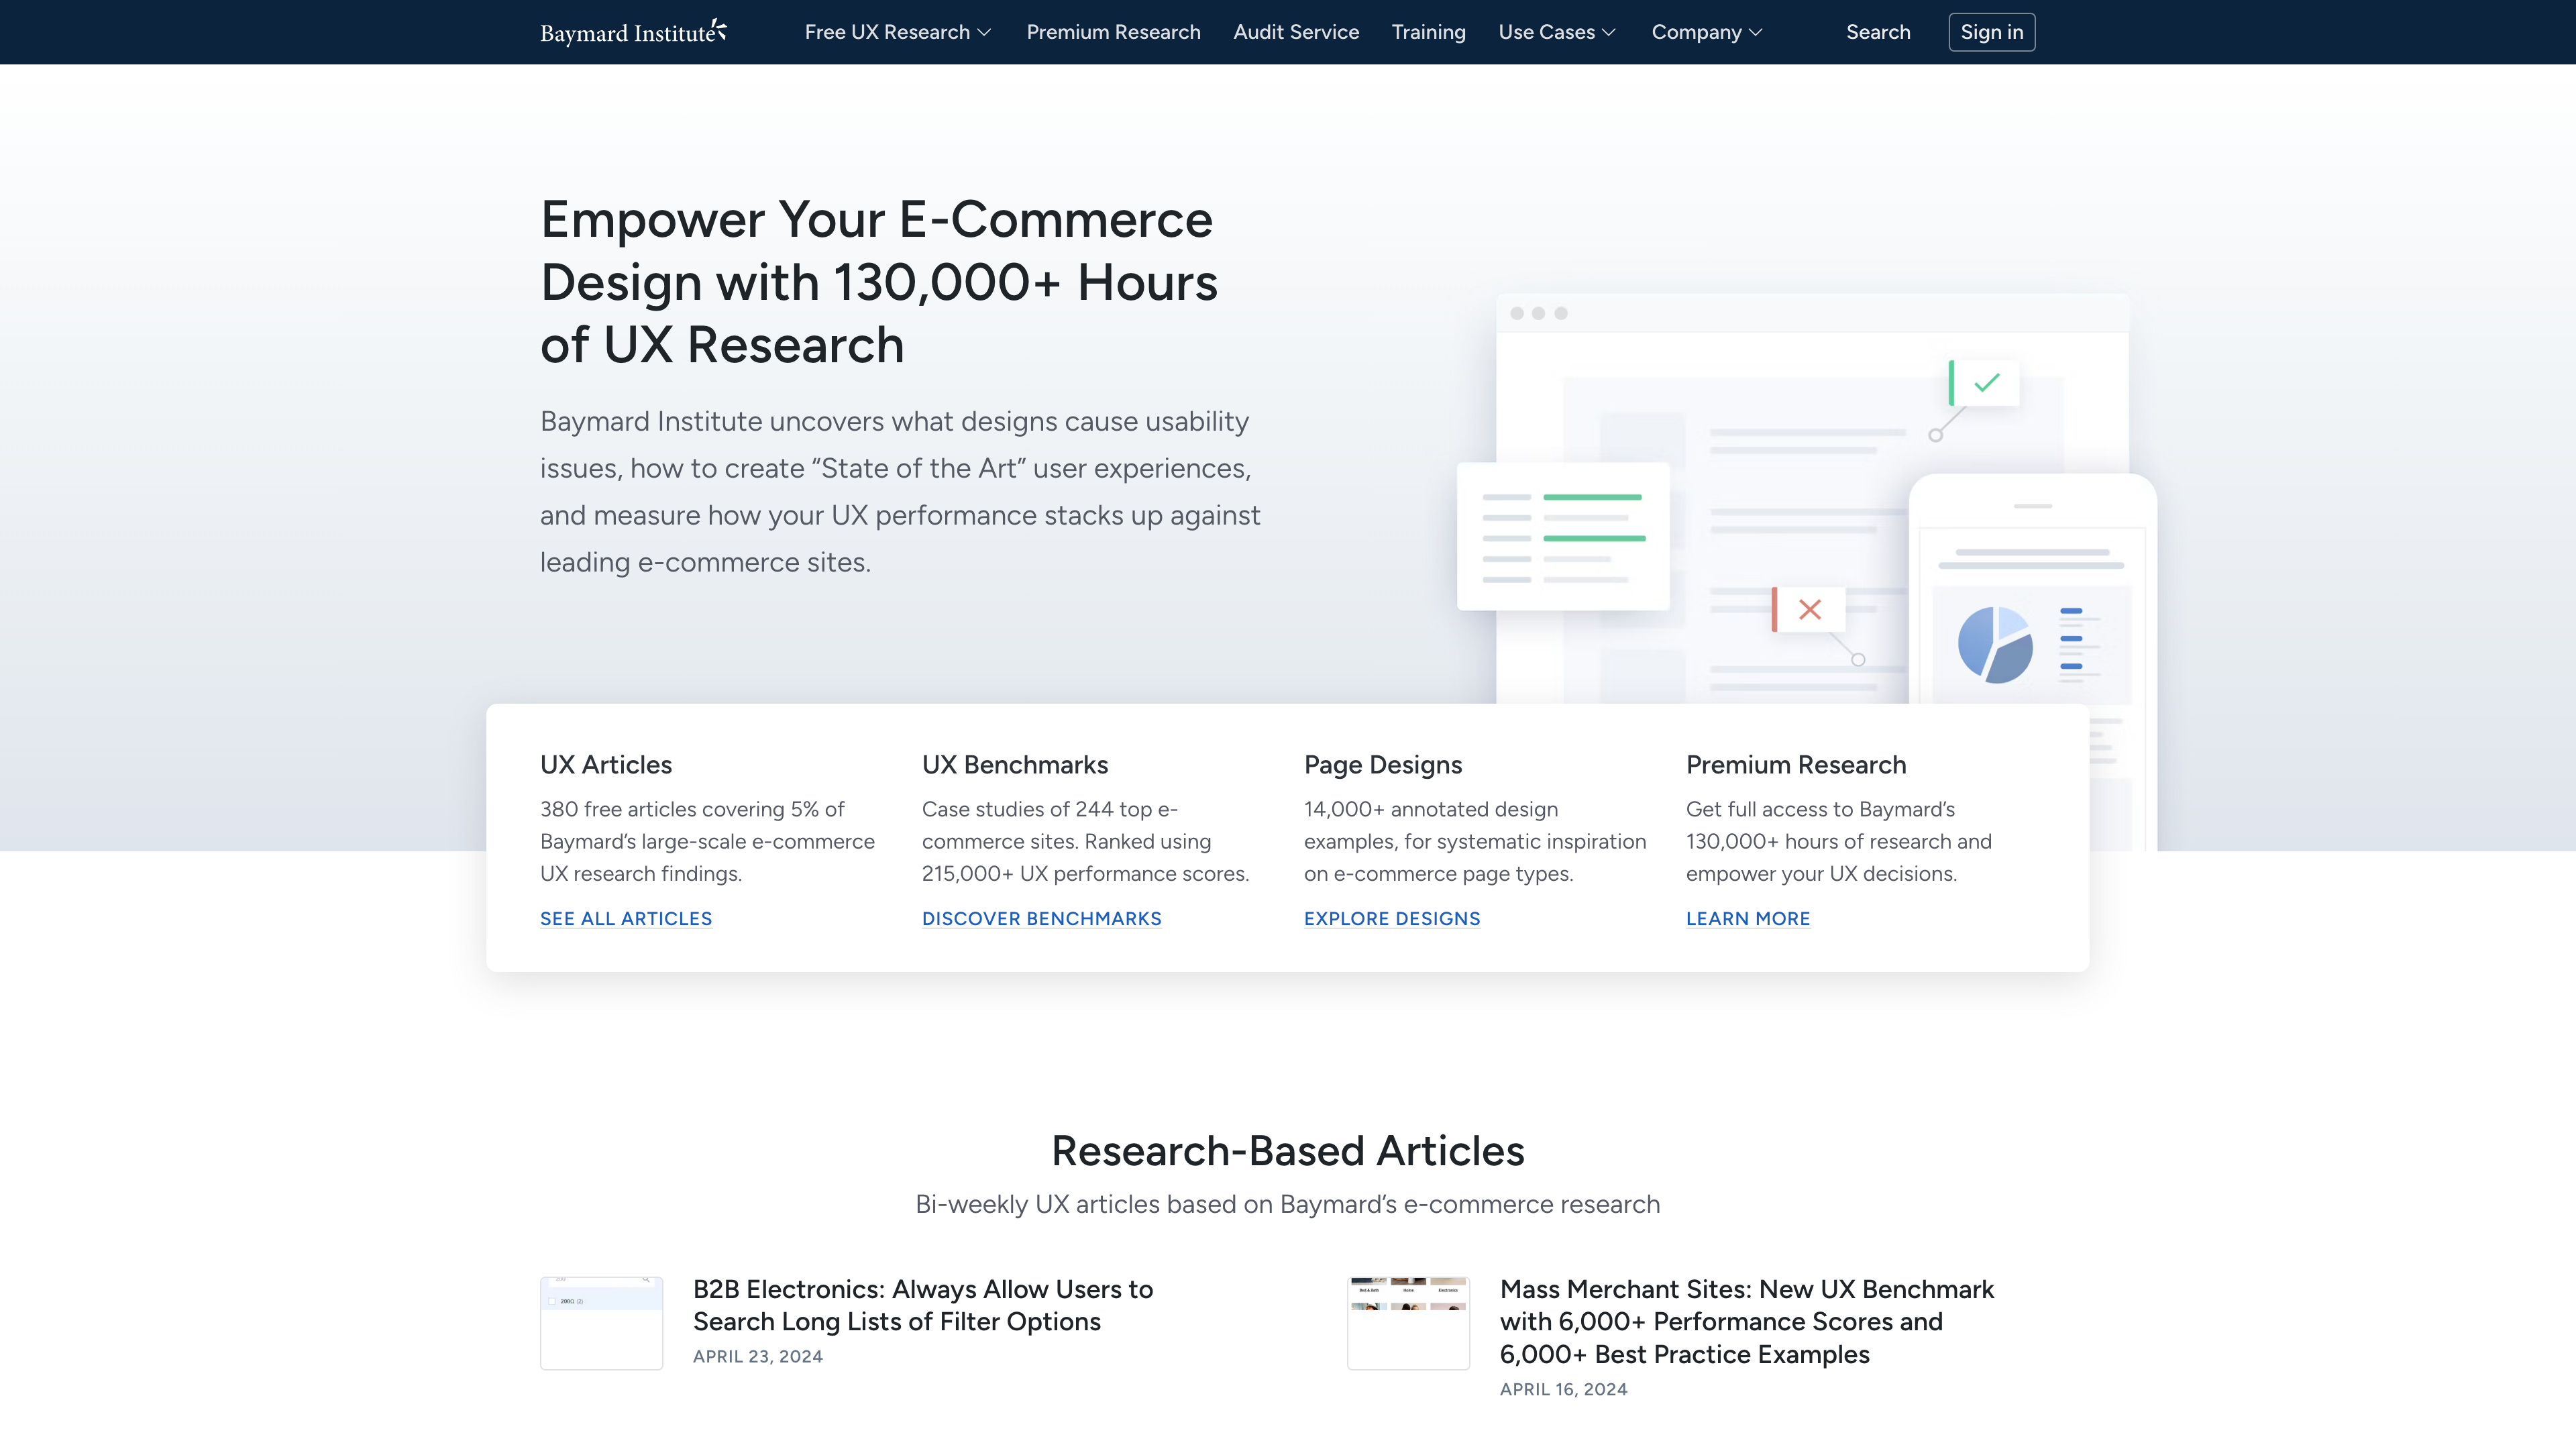 Baymard Institute
Free UX Research
Premium Research
Audit Service
Training
Use Cases
Company
Search
Sign in
Empower Your E-Commerce
Design with 130,000+ Hours
of UX Research
Baymard Institute uncovers what designs cause usability
issues, how to create “State of the Art” user experiences,
and measure how your UX performance stacks up against
leading e-commerce sites.
UX Articles
380 free articles covering 5% of
Baymard’s large-scale e-commerce
UX research findings.
SEE ALL ARTICLES
UX Benchmarks
Case studies of 244 top e-
commerce sites. Ranked using
215,000+ UX performance scores.
DISCOVER BENCHMARKS
Page Designs
14,000+ annotated design
examples, for systematic inspiration
on e-commerce page types.
EXPLORE DESIGNS
Premium Research
Get full access to Baymard’s
130,000+ hours of research and
empower your UX decisions.
LEARN MORE
Research-Based Articles
Bi-weekly UX articles based on Baymard’s e-commerce research
200Ω (2)
B2B Electronics: Always Allow Users to
Search Long Lists of Filter Options
APRIL 23, 2024
Bed & Bath
Home
Electronics
Mass Merchant Sites: New UX Benchmark
with 6,000+ Performance Scores and
6,000+ Best Practice Examples
APRIL 16, 2024